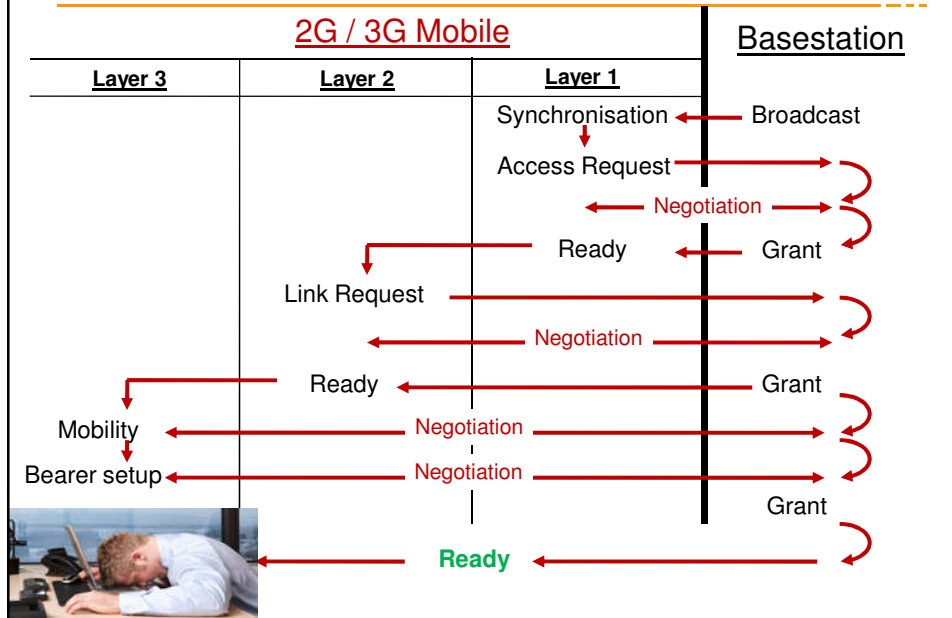 2G / 3G Mobile
Basestation
Layer 3 Layer 2 Layer 1
Synchronisation Broadcast
Access Request
Negotiation
Ready Grant
Link Request
Negotiation
Ready Grant
Mobility Negotiation
Bearer setup Negotiation
Grant
Ready